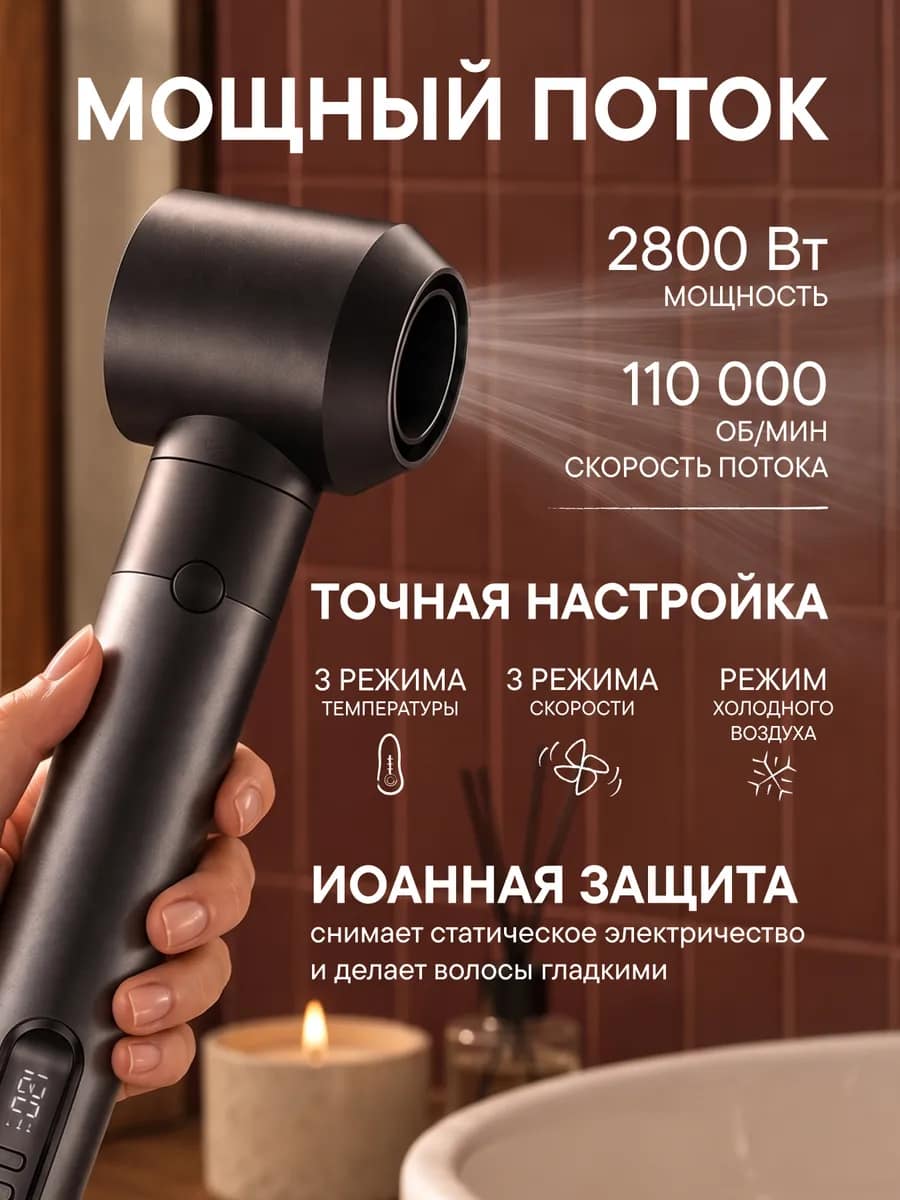 МОЩНЫЙ ПОТОК
2800 Вт
МОЩНОСТЬ
110 000
ОБ/МИН
СКОРОСТЬ ПОТОКА
ТОЧНАЯ НАСТРОЙКА
3 РЕЖИМА
ТЕМПЕРАТУРЫ
3 РЕЖИМА
СКОРОСТИ
РЕЖИМ
ХОЛОДНОГО
ВОЗДУХА
ИОАННАЯ ЗАЩИТА
снимает статическое электричество
и делает волосы гладкими